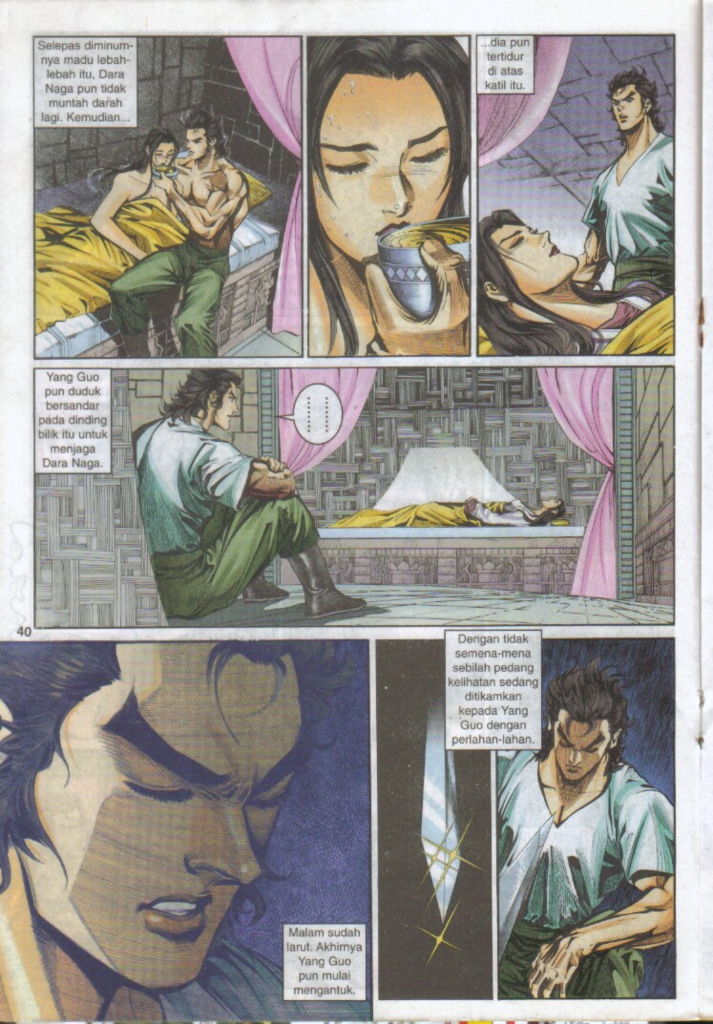 Selepas diminum-
nya madu lebah-
lebah itu, Dara
Naga pun tidak
muntah darah
lagi. Kemudian...
...dia pun
tertidur
di atas
katil itu.
Yang Guo
pun duduk
bersandar
pada dinding
bilik itu untuk
menjaga
Dara Naga.
40
Malam sudah
larut. Akhirnya
Yang Guo
pun mulai
mengantuk.
Dengan tidak
semena-mena
sebilah pedang
kelihatan sedang
ditikamkan
kepada Yang
Guo dengan
perlahan-lahan.